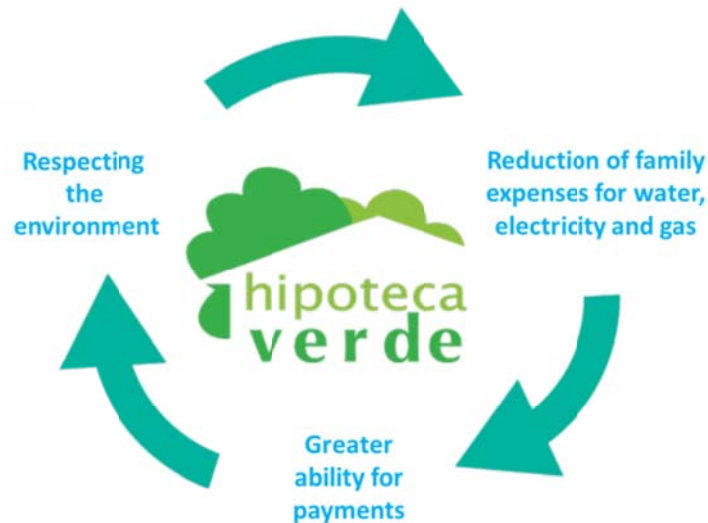 Respecting
the
environment
Reduction of family
expenses for water,
electricity and gas
hipoteca
verde
Greater
ability for
payments